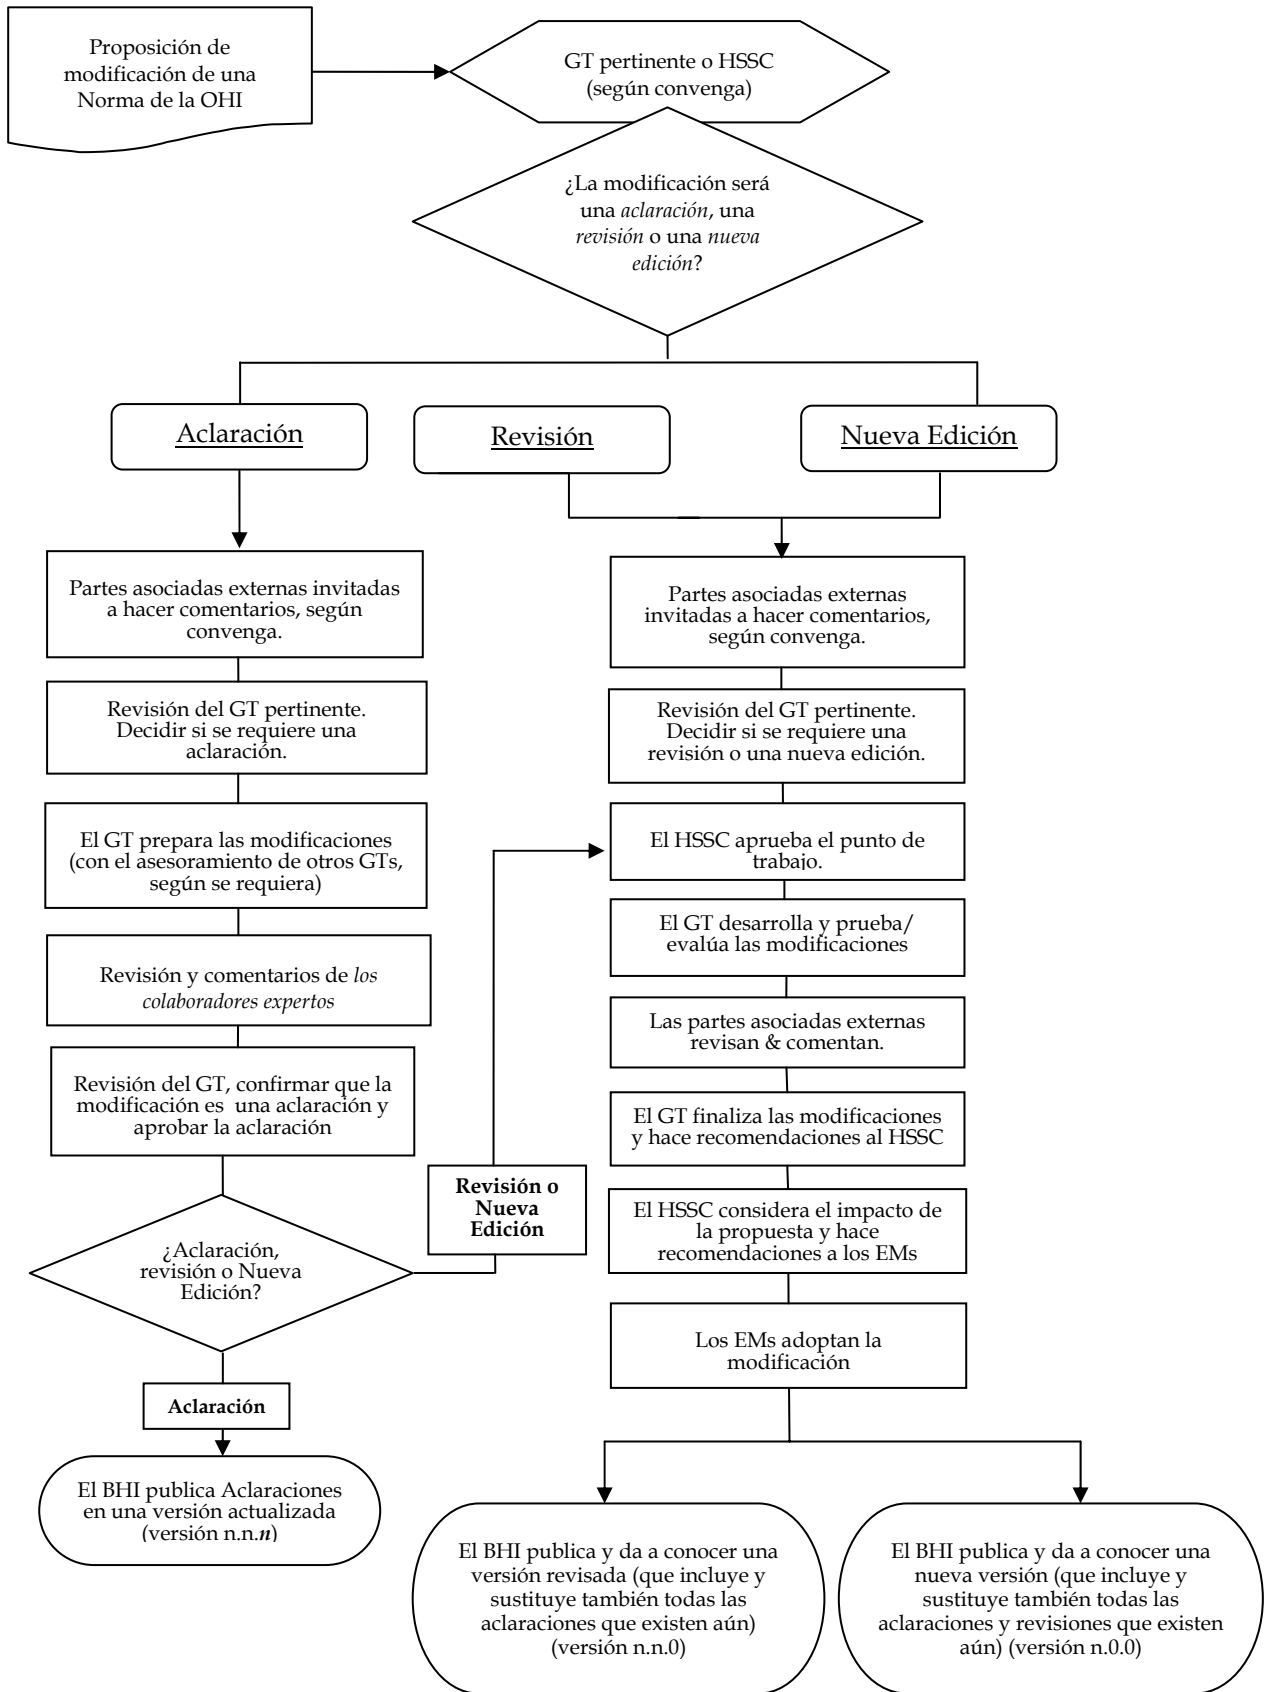 Proposición de
modificación de una
Norma de la OHI
GT pertinente o HSSC
(según convenga)
¿La modificación será
una aclaración, una
revisión o una nueva
edición?
Aclaración
Revisión
Nueva Edición
Partes asociadas externas invitadas
a hacer comentarios, según
convenga.
Revisión del GT pertinente.
Decidir si se requiere una
aclaración.
El GT prepara las modificaciones
(con el asesoramiento de otros GTs,
según se requiera)
Revisión y comentarios de los
colaboradores expertos
Revisión del GT, confirmar que la
modificación es  una aclaración y
aprobar la aclaración
¿Aclaración,
revisión o Nueva
Edición?
Revisión o
Nueva
Edición
Aclaración
El BHI publica Aclaraciones
en una versión actualizada
(versión n.n.n)
Partes asociadas externas
invitadas a hacer comentarios,
según convenga.
Revisión del GT pertinente.
Decidir si se requiere una
revisión o una nueva edición.
El HSSC aprueba el punto de
trabajo.
El GT desarrolla y prueba/
evalúa las modificaciones
Las partes asociadas externas
revisan & comentan.
El GT finaliza las modificaciones
y hace recomendaciones al HSSC
El HSSC considera el impacto de
la propuesta y hace
recomendaciones a los EMs
Los EMs adoptan la
modificación
El BHI publica y da a conocer una
versión revisada (que incluye y
sustituye también todas las
aclaraciones que existen aún)
(versión n.n.0)
El BHI publica y da a conocer una
nueva versión (que incluye y
sustituye también todas las
aclaraciones y revisiones que existen
aún) (versión n.0.0)